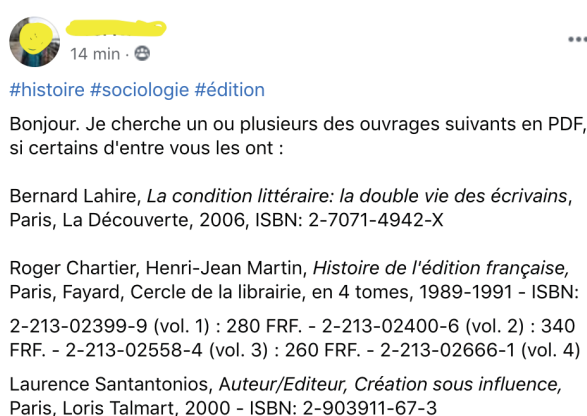 14 min ·
#histoire #sociologie #édition
Bonjour. Je cherche un ou plusieurs des ouvrages suivants en PDF,
si certains d'entre vous les ont :
Bernard Lahire, La condition littéraire: la double vie des écrivains,
Paris, La Découverte, 2006, ISBN: 2-7071-4942-X
Roger Chartier, Henri-Jean Martin, Histoire de l'édition française,
Paris, Fayard, Cercle de la librairie, en 4 tomes, 1989-1991 - ISBN:
2-213-02399-9 (vol. 1) : 280 FRF. - 2-213-02400-6 (vol. 2) : 340
FRF. - 2-213-02558-4 (vol. 3) : 260 FRF. - 2-213-02666-1 (vol. 4)
Laurence Santantonios, Auteur/Editeur, Création sous influence,
Paris, Loris Talmart, 2000 - ISBN: 2-903911-67-3